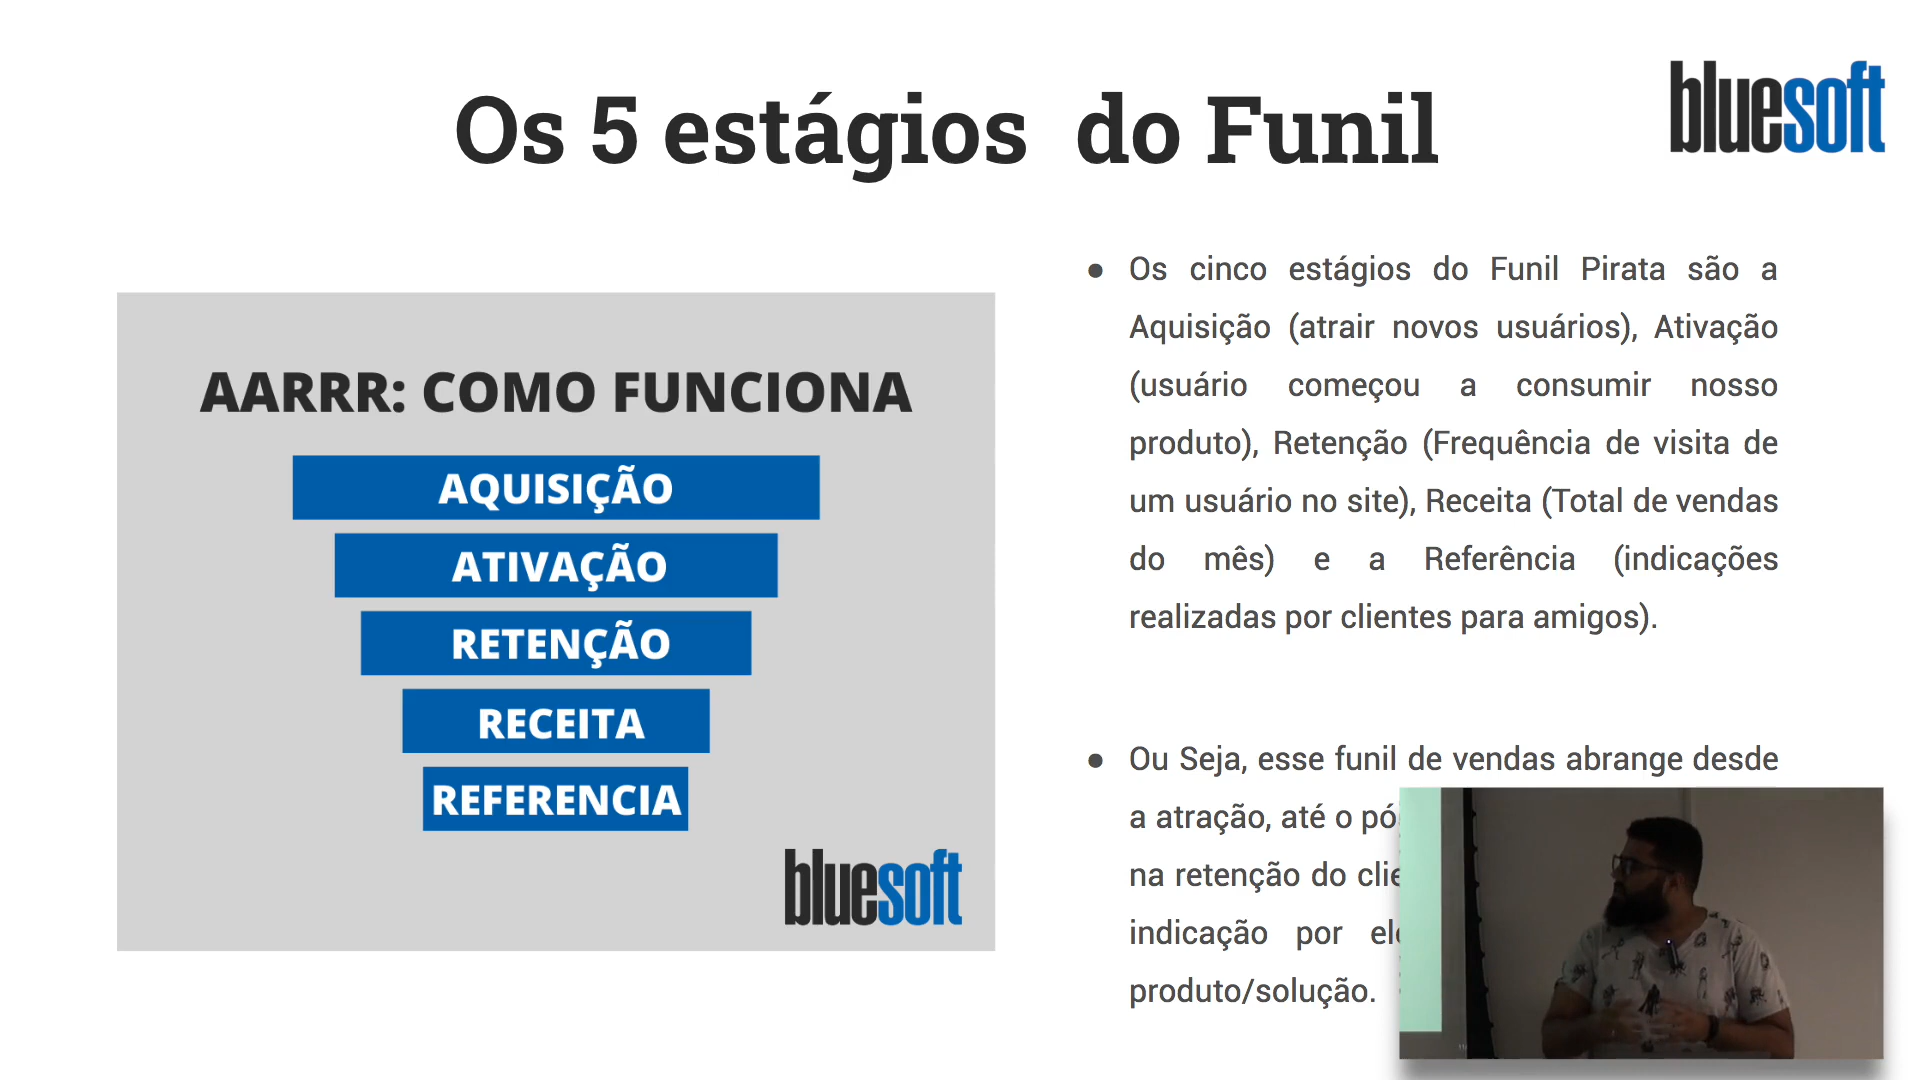 Os 5 estágios do Funil
bluesoft
AARRR: COMO FUNCIONA
AQUISIÇÃO
ATIVAÇÃO
RETENÇÃO
RECEITA
REFERENCIA
bluesoft
● Os cinco estágios do Funil Pirata são a
Aquisição (atrair novos usuários), Ativação
(usuário começou a consumir nosso
produto), Retenção (Frequência de visita de
um usuário no site), Receita (Total de vendas
do mês) e a Referência (indicações
realizadas por clientes para amigos).
● Ou Seja, esse funil de vendas abrange desde
a atração, até o
na retenção do
indicação por
produto/solução.